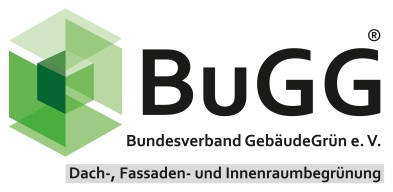 BuGG®
Bundesverband GebäudeGrün e. V.
Dach-, Fassaden- und Innenraumbegrünung